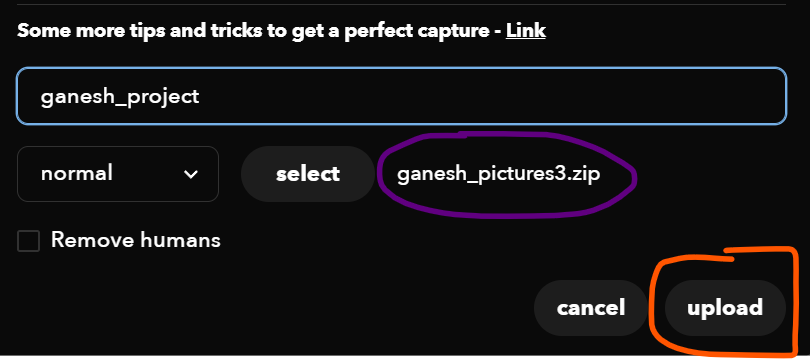 Some more tips and tricks to get a perfect capture - Link
ganesh_project
normal select ganesh_pictures3.zip
Remove humans
cancel upload